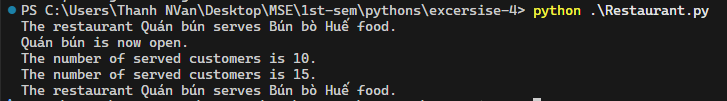 PS C:\Users\Thanh NVan\Desktop\MSE\1st-sem\pythons\excersise-4> python .\Restaurant.py
The restaurant Quán bún serves Bún bò Huế food.
Quán bún is now open.
The number of served customers is 10.
The number of served customers is 15.
The restaurant Quán bún serves Bún bò Huế food.